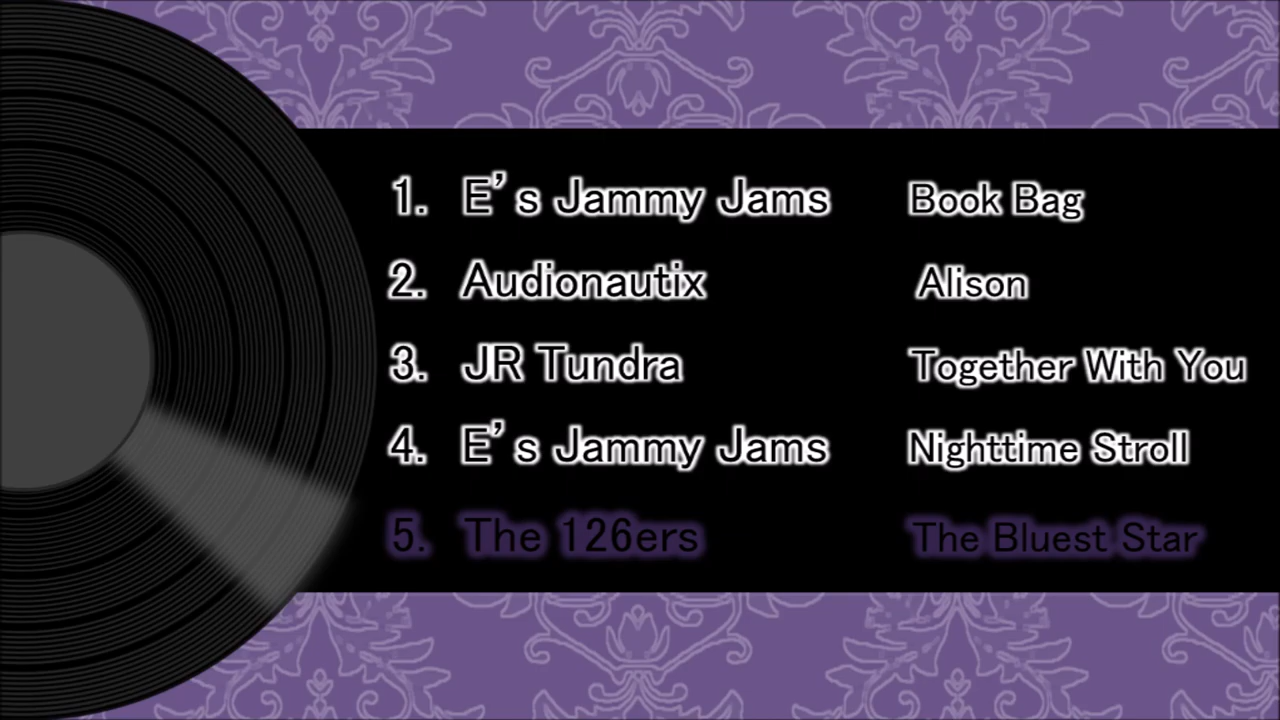 1. E's Jammy Jams Book Bag
2. Audionautix Alison
3. JR Tundra Together With You
4. E's Jammy Jams Nighttime Stroll
5. The 126ers The Bluest Star